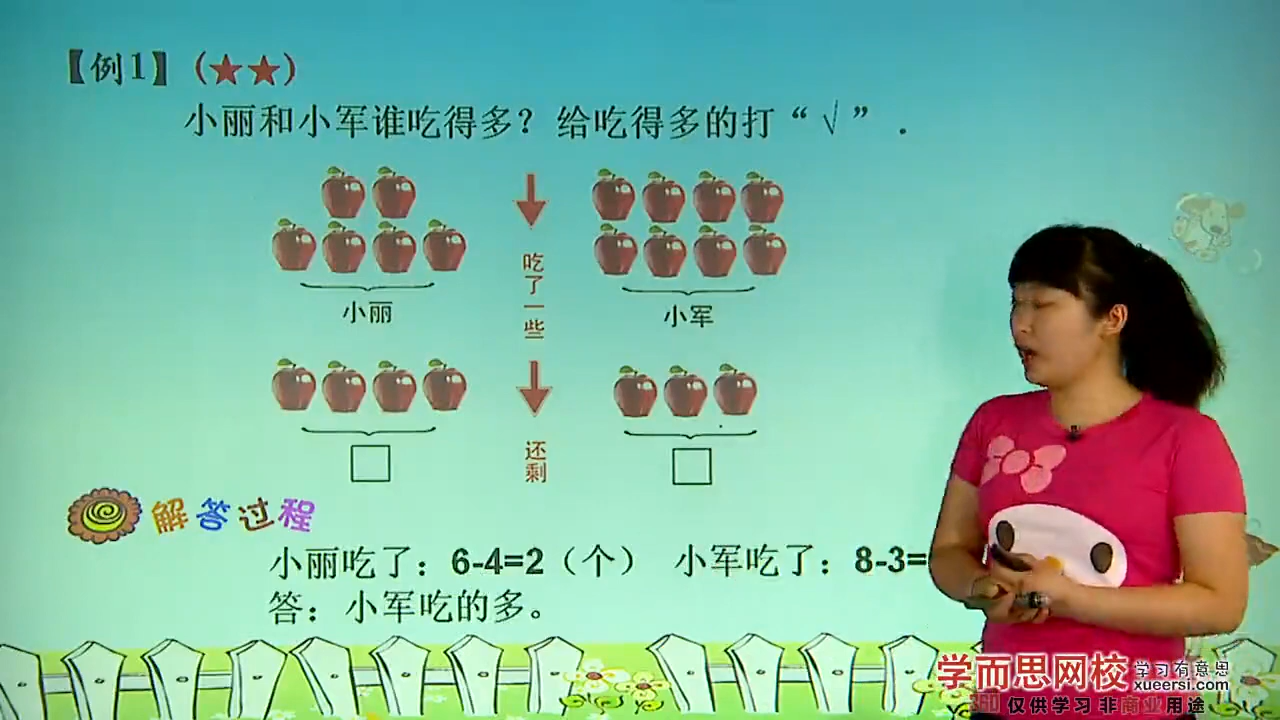 【例1】(★★)
小丽和小军谁吃得多？给吃得多的打“√”.
吃了一些
小丽
小军
还剩
解答过程
小丽吃了：6-4=2（个） 小军吃了：8-3=
答：小军吃的多。
学而思网校 学习有意思
xueersi.com
360 仅供学习 非商业用途